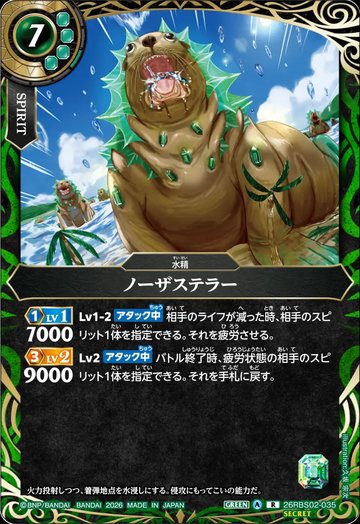 7
SPIRIT
すい せい
水精
ノーザステラー
1 LV1
7000
Lv1-2 アタック中 相手のライフが減った時、相手のスピ
リット1体を指定できる。それを疲労させる。
3 LV2
9000
Lv2 アタック中 バトル終了時、疲労状態の相手のスピ
リット1体を指定できる。それを手札に戻す。
火力投射しつつ、着弾地点を水浸しにする。侵攻にもってこいの能力だ。
©BNP/BANDAI BANDAI 2026 MADE IN JAPAN GREEN A R 26RBS02-035
SECRET